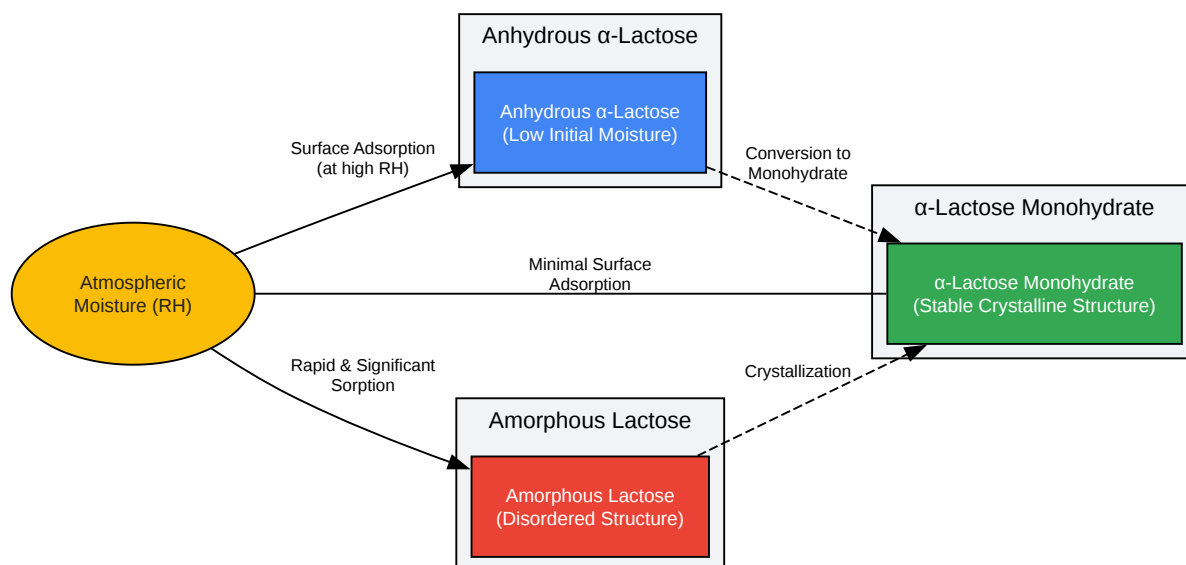 Anhydrous α-Lactose
Anhydrous α-Lactose
(Low Initial Moisture)
Surface Adsorption
(at high RH)
Conversion to
Monohydrate
α-Lactose Monohydrate
α-Lactose Monohydrate
(Stable Crystalline Structure)
Minimal Surface
Adsorption
Atmospheric
Moisture (RH)
Rapid & Significant
Sorption
Crystallization
Amorphous Lactose
Amorphous Lactose
(Disordered Structure)